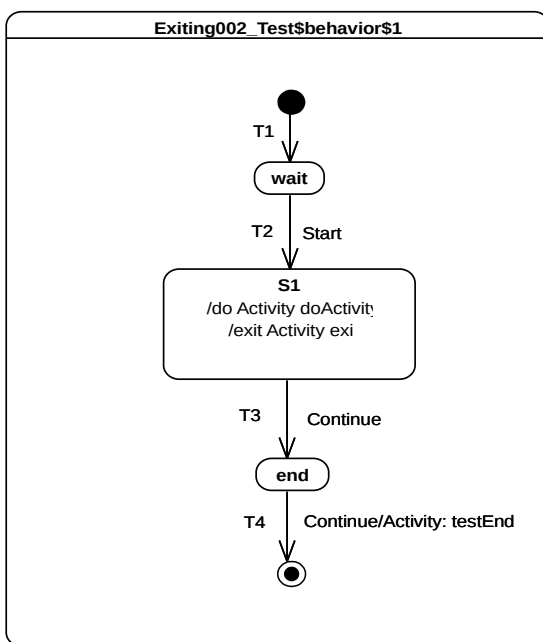 Exiting002_Test$behavior$1
T1
wait
T2 Start
S1
/do Activity doActivity
/exit Activity exi
T3 Continue
end
T4 Continue/Activity: testEnd